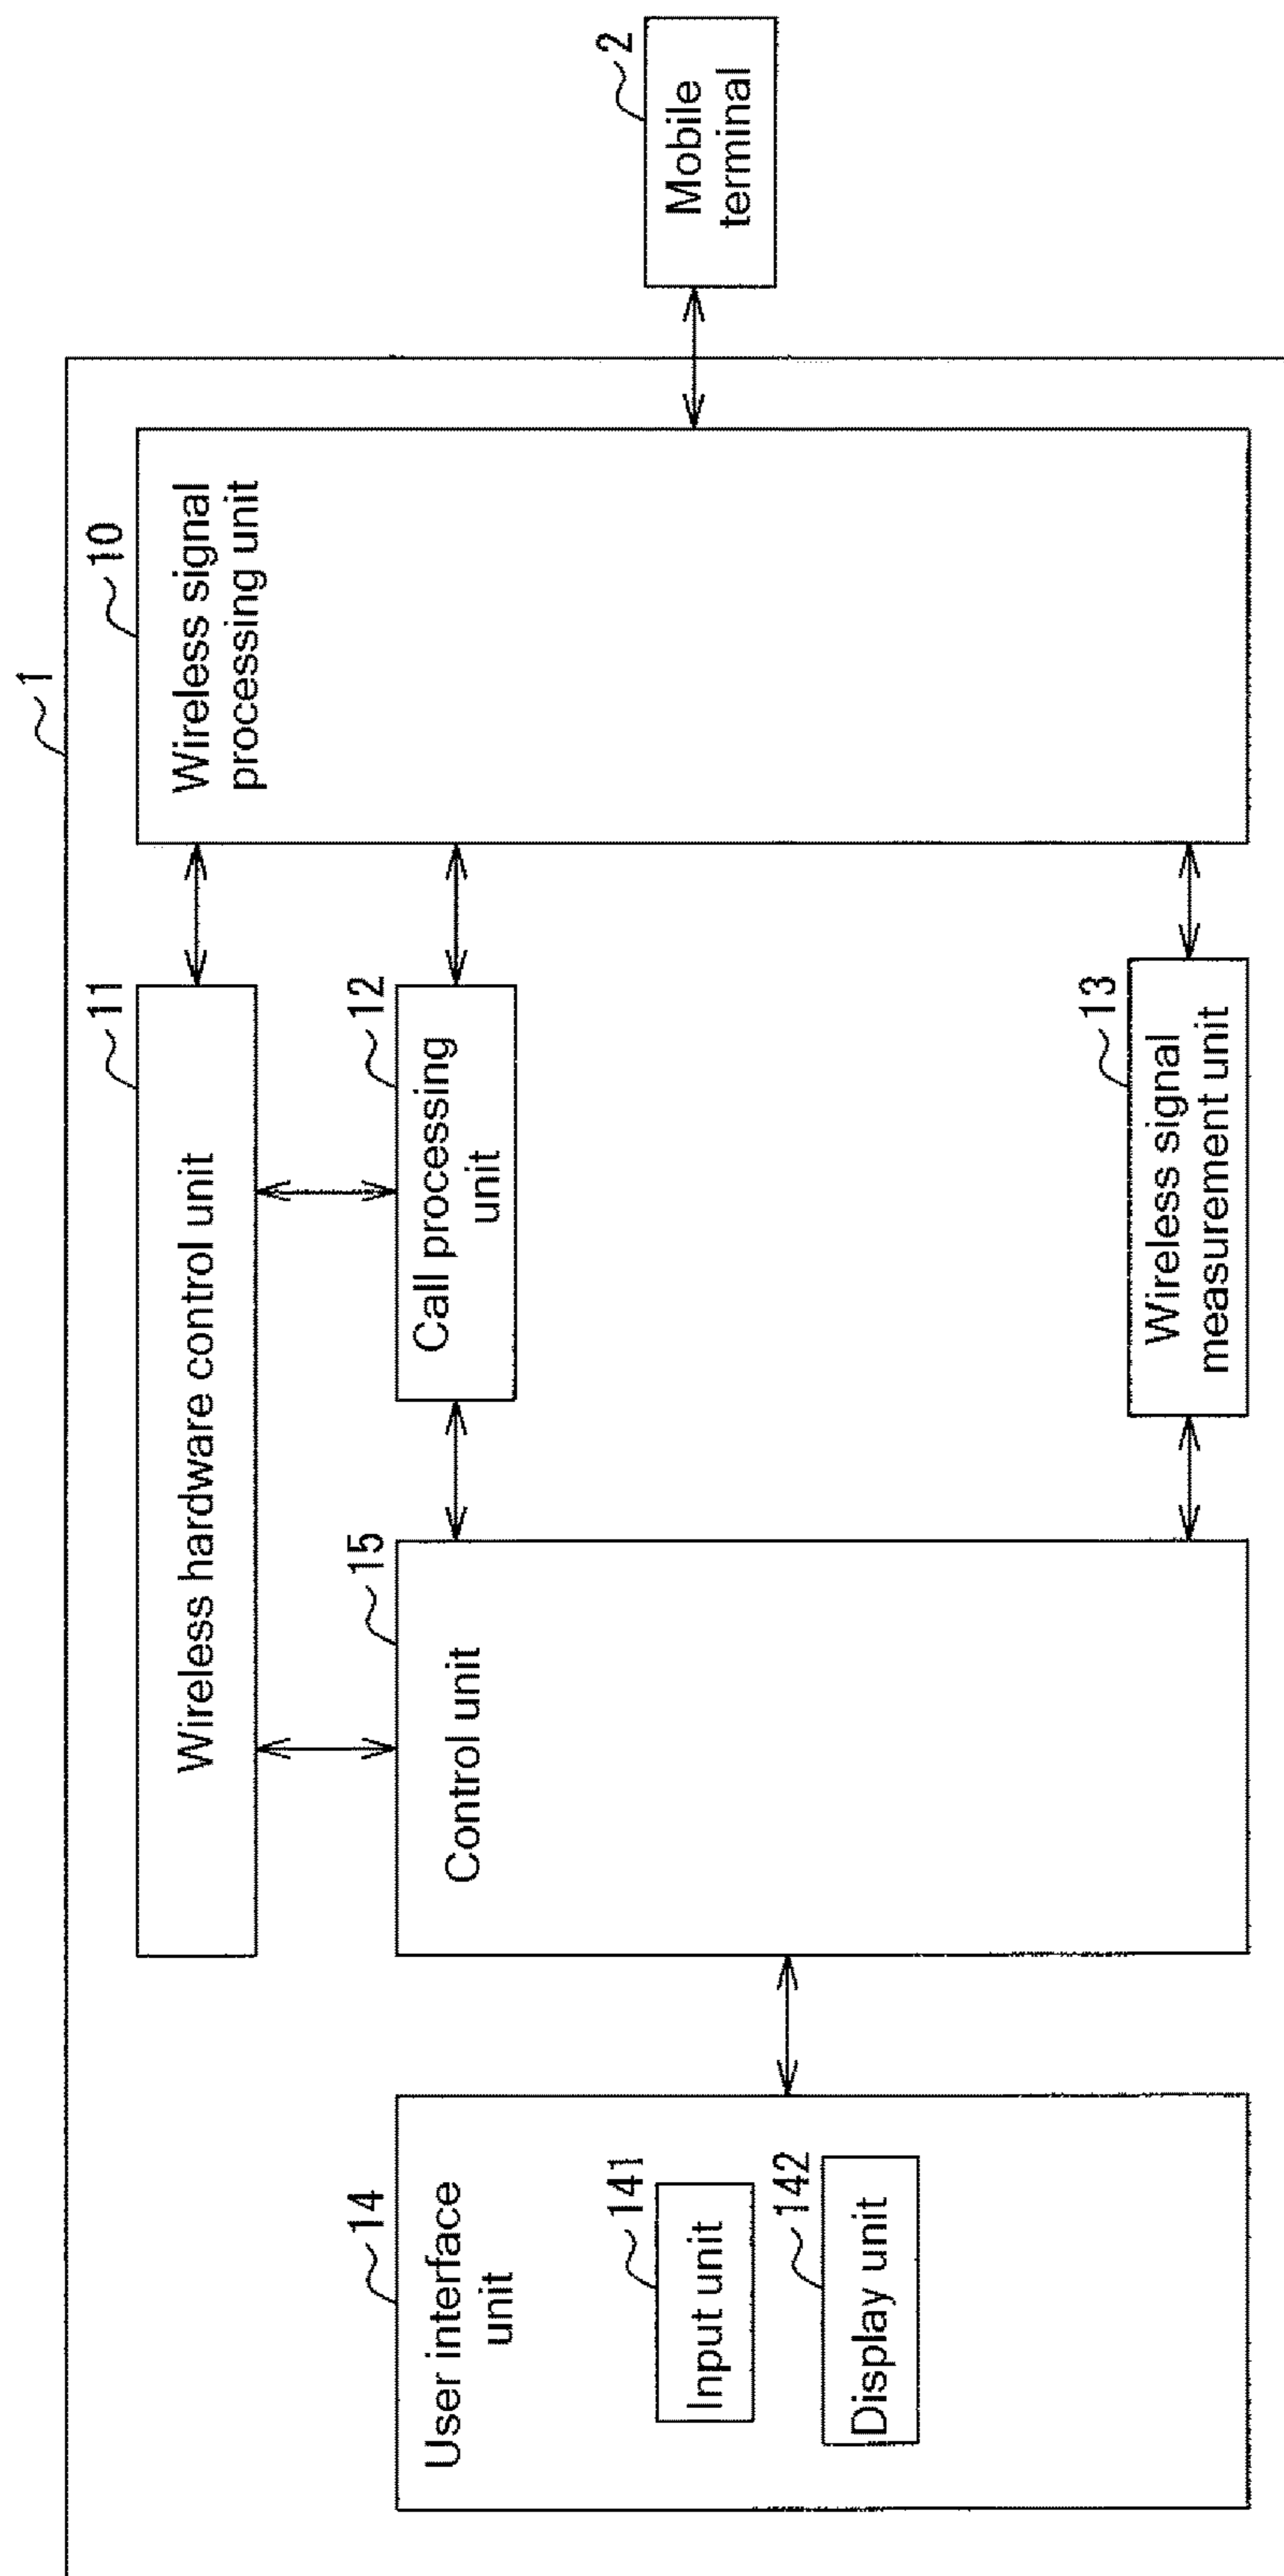 1
14
User interface
unit
141
Input unit
142
Display unit
11
Wireless hardware control unit
15
Control unit
12
Call processing
unit
13
Wireless signal
measurement unit
10
Wireless signal
processing unit
2
Mobile
terminal